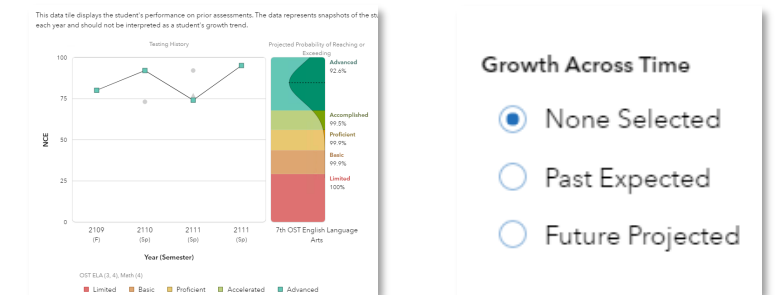 This data tile displays the student's performance on prior assessments. The data represents snapshots of the
each year and should not be interpreted as a student's growth trend.
Testing History
Projected Probability of Reaching or
Exceeding
100
75
50
25
0
NCE
2109
(F)
2110
(Sp)
2111
(Sp)
2111
(Sp)
Year (Semester)
Advanced
92.6%
Accomplished
99.5%
Proficient
99.9%
Basic
99.9%
Limited
100%
7th OST English Language
Arts
OST ELA (3, 4), Math (4)
Limited Basic Proficient Accelerated Advanced
Growth Across Time
None Selected
Past Expected
Future Projected